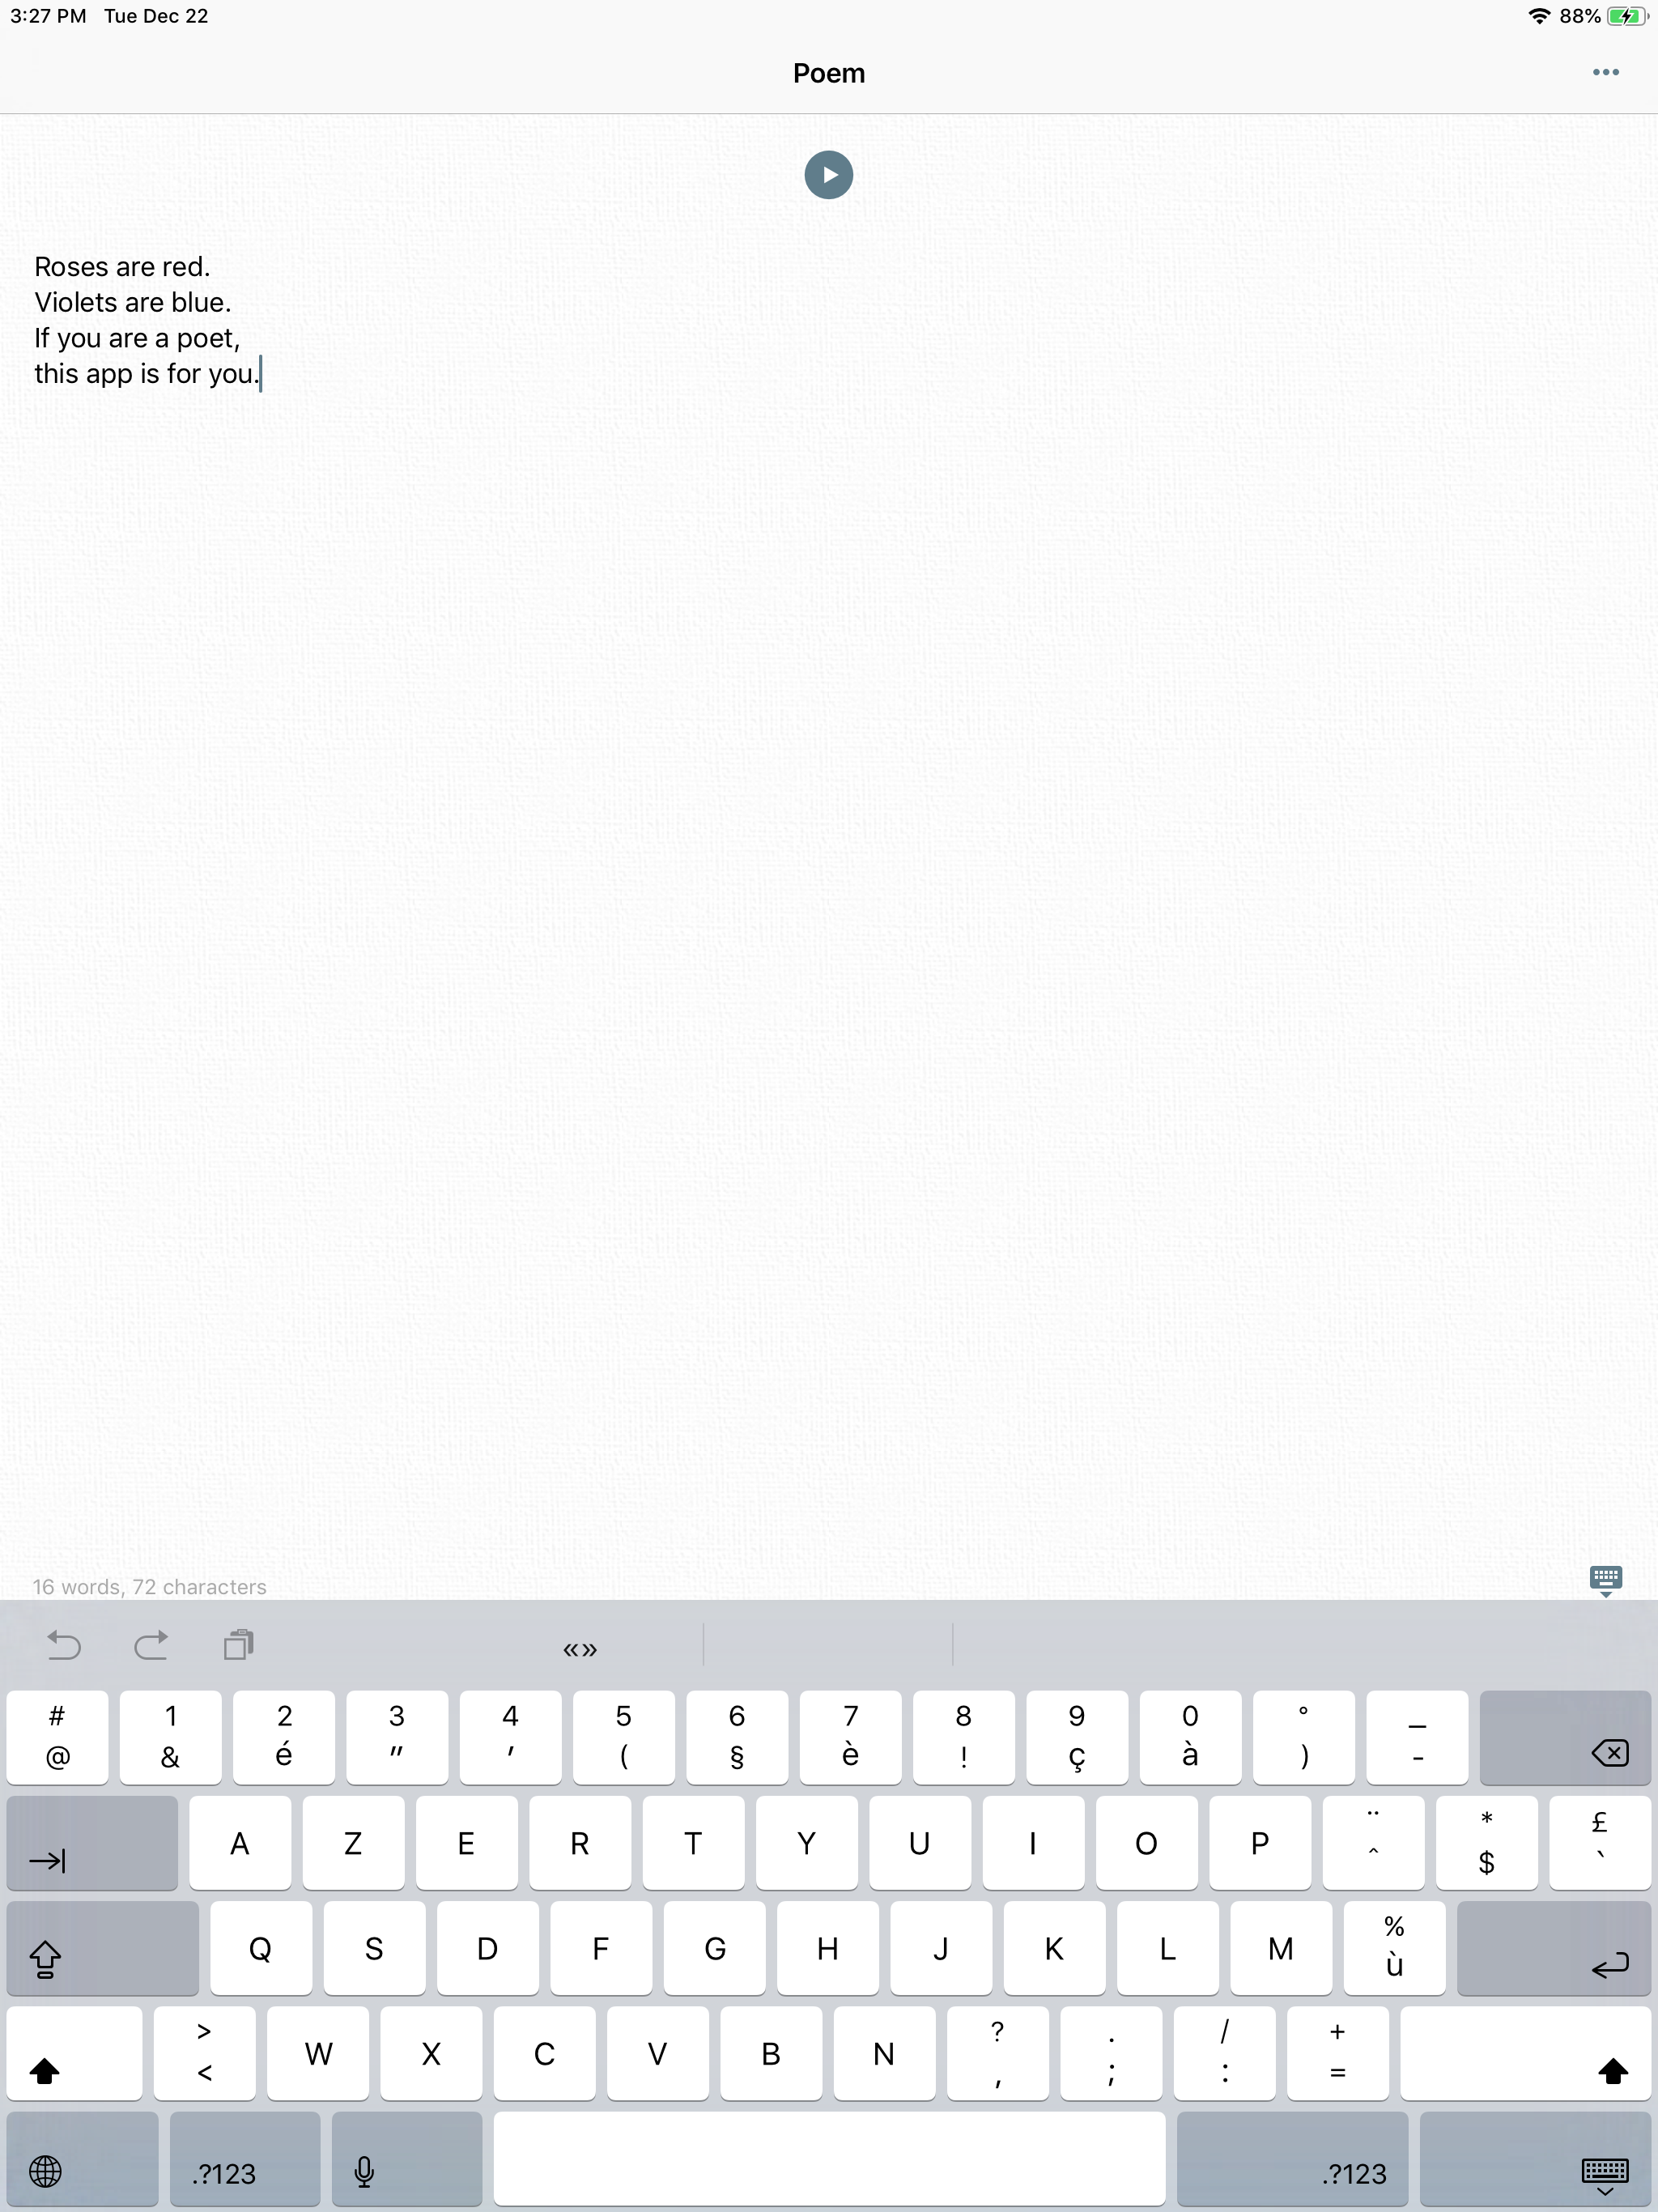 3:27 PM Tue Dec 22 88%
Poem
Roses are red.
Violets are blue.
If you are a poet,
this app is for you.
16 words, 72 characters
«»
# 1 2 3 4 5 6 7 8 9 0 ° _
@ & é " ' ( § è ! ç à ) -
A Z E R T Y U I O P ¨ ^ * $ £ `
Q S D F G H J K L M % ù
> < W X C V B N ? , . ; / : + =
.?123 .?123